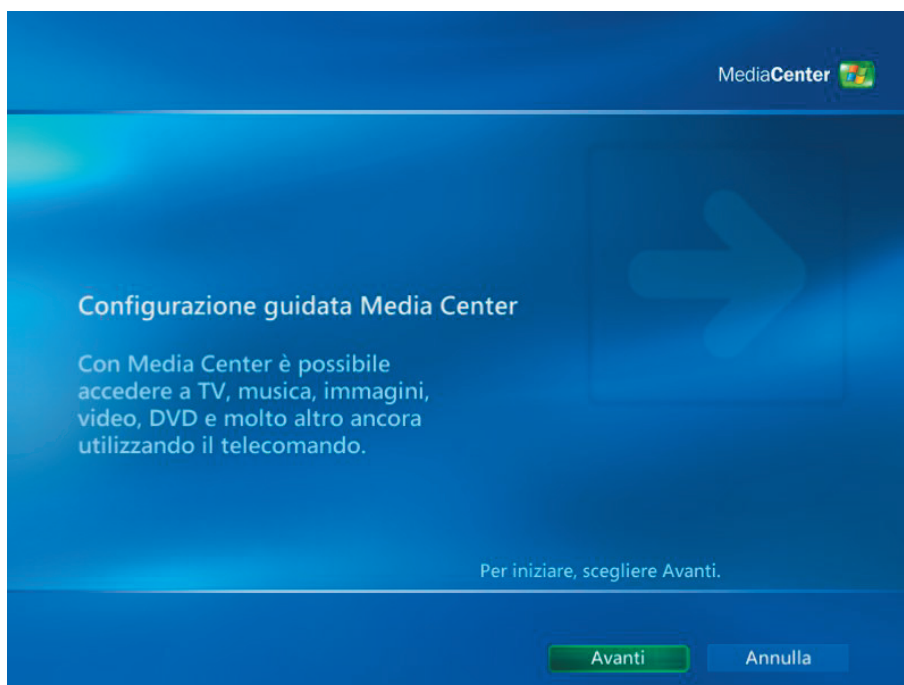 MediaCenter
Configurazione guidata Media Center
Con Media Center è possibile
accedere a TV, musica, immagini,
video, DVD e molto altro ancora
utilizzando il telecomando.
Per iniziare, scegliere Avanti.
Avanti
Annulla